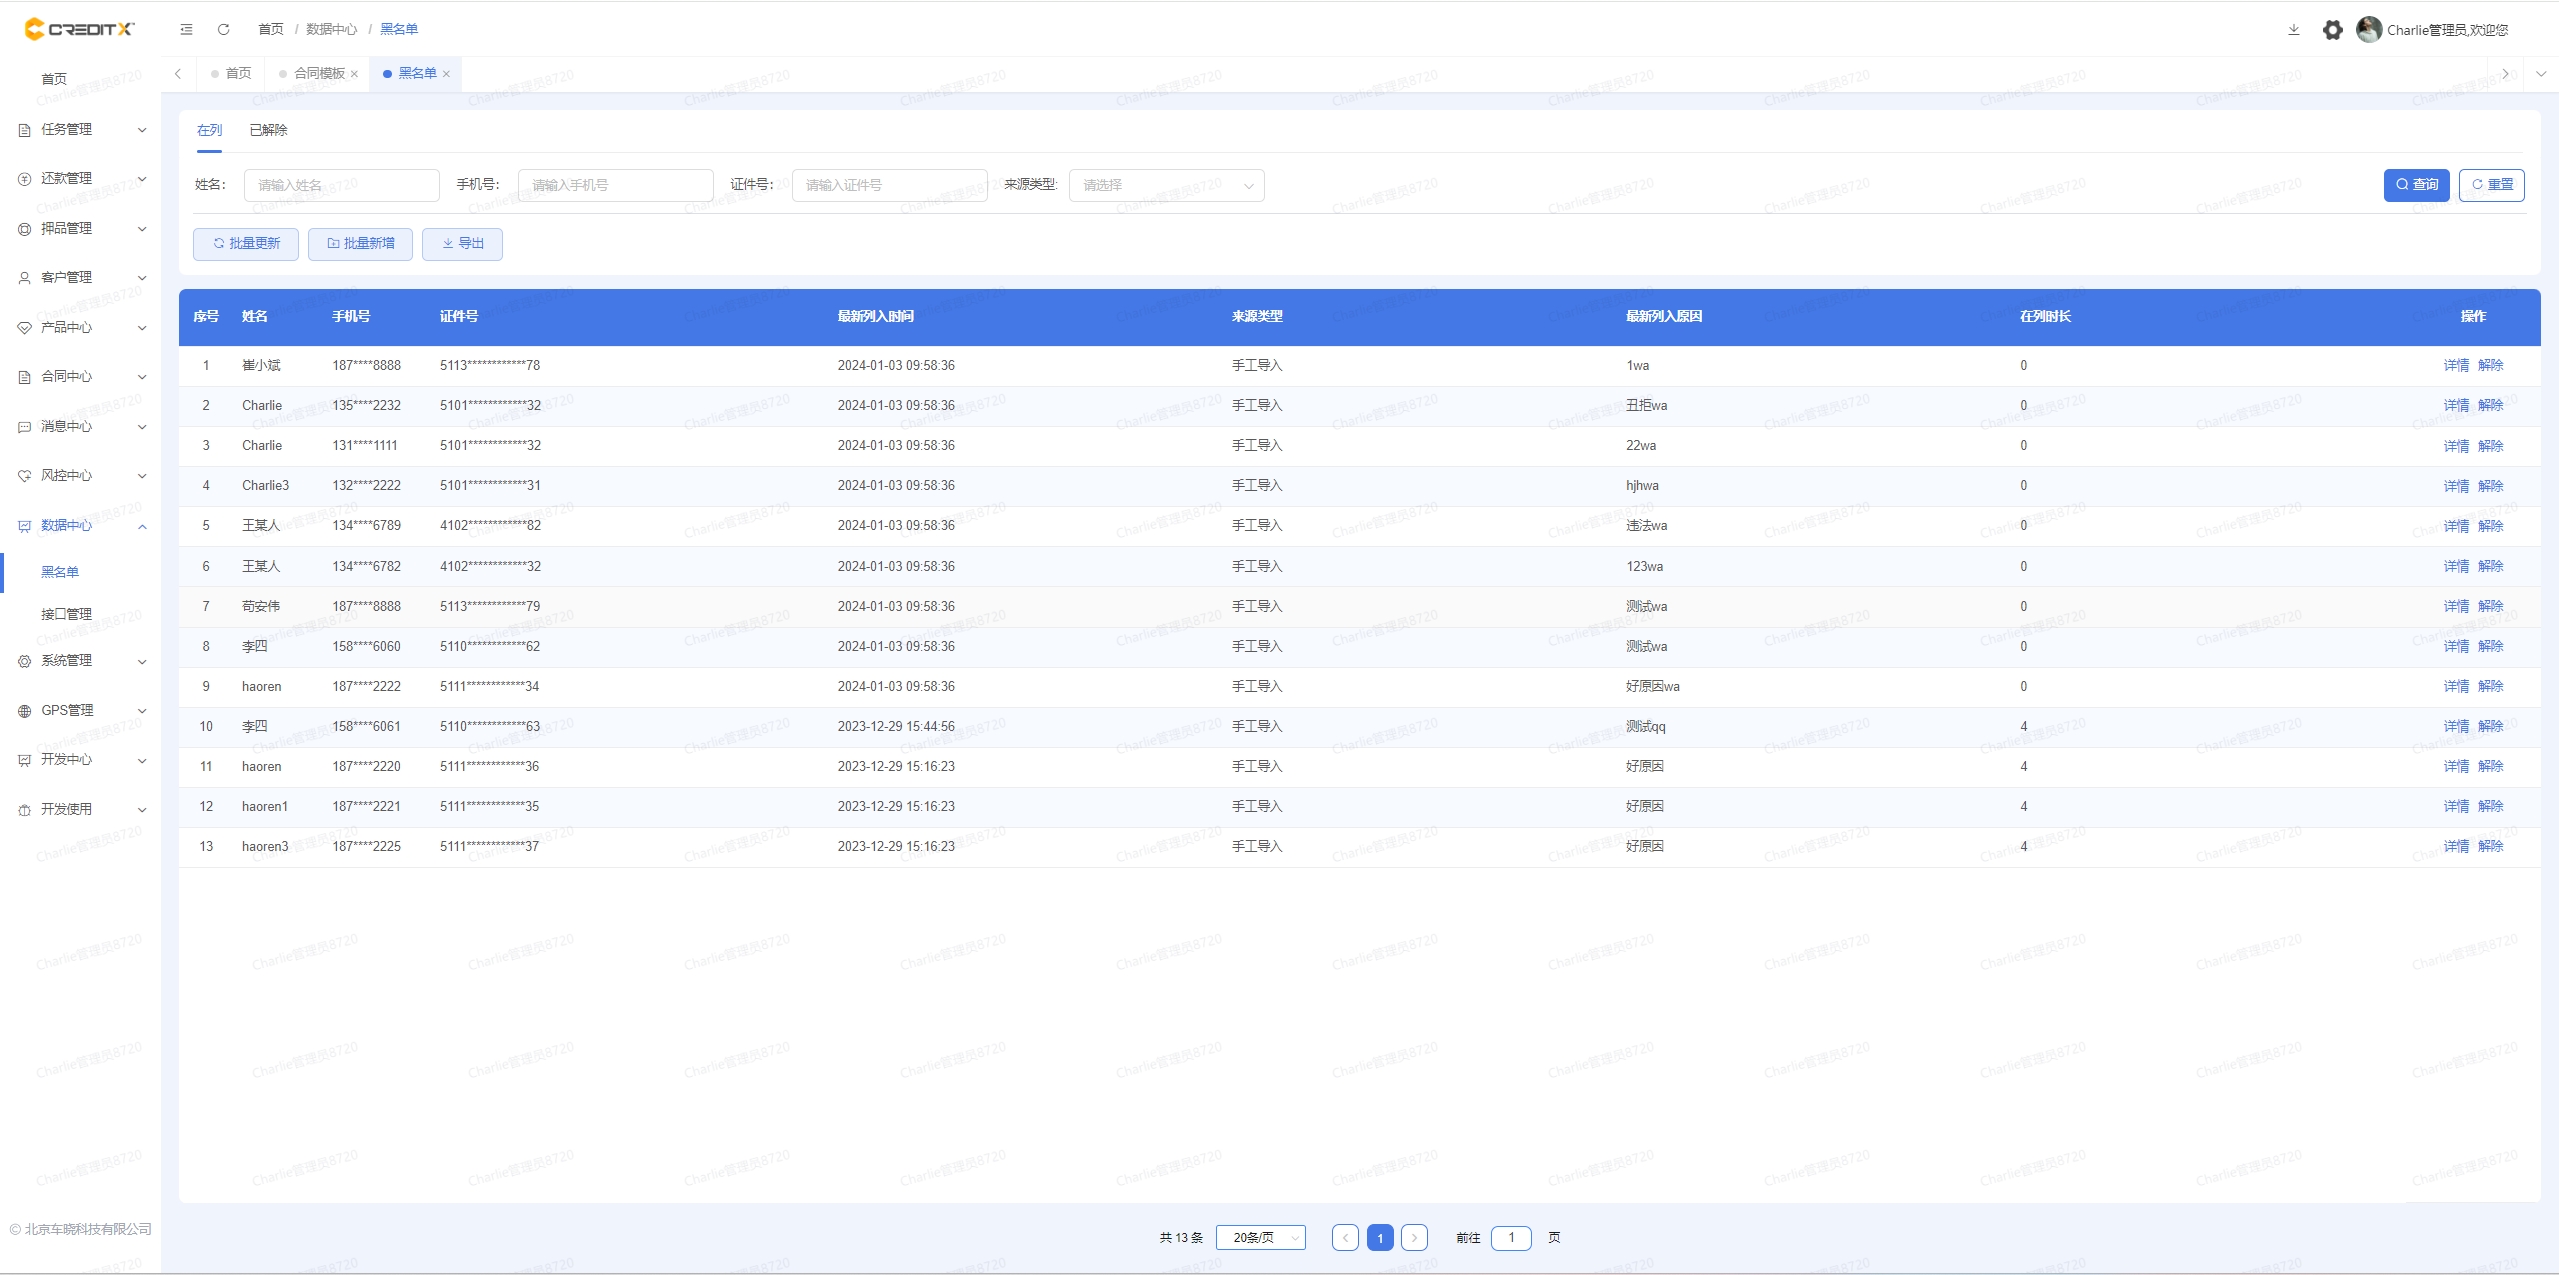 CREDITX
首页 / 数据中心 / 黑名单
Charlie管理员,欢迎您
首页 合同模板 黑名单
首页
任务管理
还款管理
押品管理
客户管理
产品中心
合同中心
消息中心
风控中心
数据中心
黑名单
接口管理
系统管理
GPS管理
开发中心
开发使用
© 北京车晓科技有限公司
在列 已解除
姓名: 请输入姓名 手机号: 请输入手机号 证件号: 请输入证件号 来源类型: 请选择 查询 重置
批量更新 批量新增 导出
序号 姓名 手机号 证件号 最新列入时间 来源类型 最新列入原因 在列时长 操作
1 崔小斌 187****8888 5113************78 2024-01-03 09:58:36 手工导入 1wa 0 详情 解除
2 Charlie 135****2232 5101************32 2024-01-03 09:58:36 手工导入 丑拒wa 0 详情 解除
3 Charlie 131****1111 5101************32 2024-01-03 09:58:36 手工导入 22wa 0 详情 解除
4 Charlie3 132****2222 5101************31 2024-01-03 09:58:36 手工导入 hjhwa 0 详情 解除
5 王某人 134****6789 4102************82 2024-01-03 09:58:36 手工导入 违法wa 0 详情 解除
6 王某人 134****6782 4102************32 2024-01-03 09:58:36 手工导入 123wa 0 详情 解除
7 苟安伟 187****8888 5113************79 2024-01-03 09:58:36 手工导入 测试wa 0 详情 解除
8 李四 158****6060 5110************62 2024-01-03 09:58:36 手工导入 测试wa 0 详情 解除
9 haoren 187****2222 5111************34 2024-01-03 09:58:36 手工导入 好原因wa 0 详情 解除
10 李四 158****6061 5110************63 2023-12-29 15:44:56 手工导入 测试qq 4 详情 解除
11 haoren 187****2220 5111************36 2023-12-29 15:16:23 手工导入 好原因 4 详情 解除
12 haoren1 187****2221 5111************35 2023-12-29 15:16:23 手工导入 好原因 4 详情 解除
13 haoren3 187****2225 5111************37 2023-12-29 15:16:23 手工导入 好原因 4 详情 解除
共 13 条 20条/页 1 前往 1 页
Charlie管理员8720